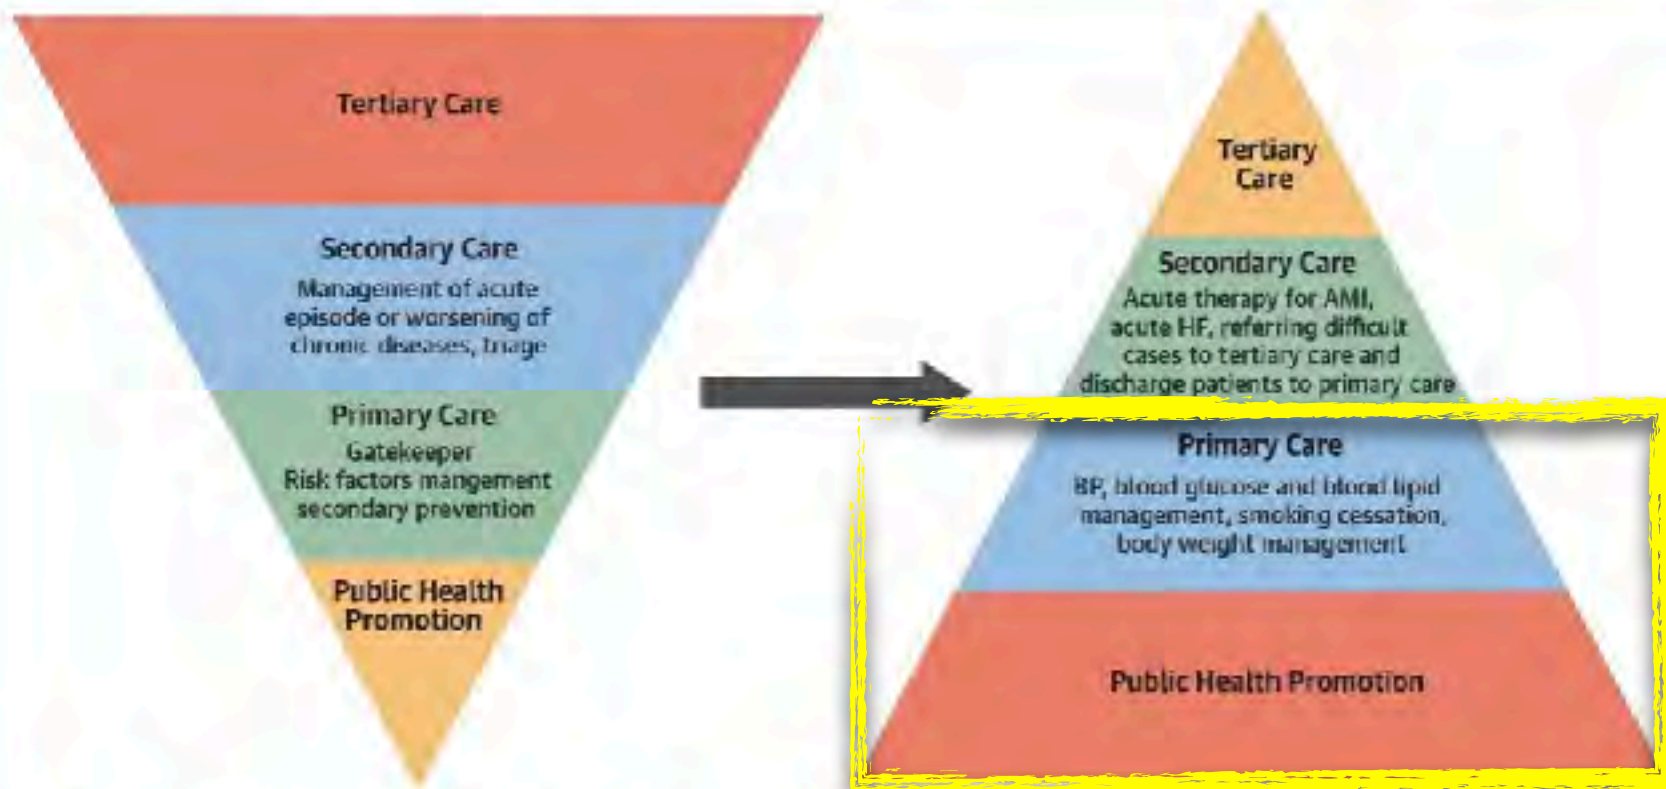 Tertiary Care
Secondary Care
Management of acute
episode or worsening of
chronic diseases, triage
Primary Care
Gatekeeper
Risk factors mangement
secondary prevention
Public Health
Promotion
Tertiary
Care
Secondary Care
Acute therapy for AMI,
acute HF, referring difficult
cases to tertiary care and
discharge patients to primary care
Primary Care
BP, blood glucose and blood lipid
management, smoking cessation,
body weight management
Public Health Promotion